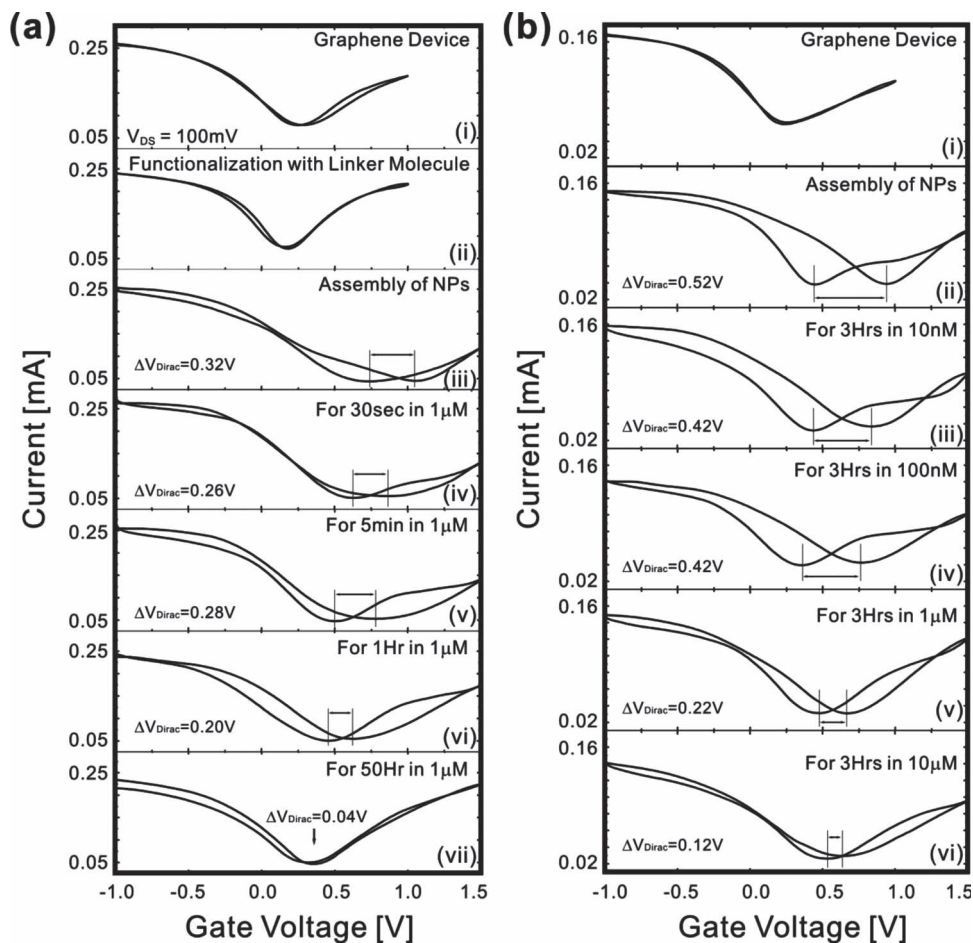 (a)
Current [mA]
Graphene Device
0.25
0.05
V_DS = 100mV
(i)
Functionalization with Linker Molecule
0.25
0.05
(ii)
Assembly of NPs
0.25
0.05
ΔV_Dirac=0.32V
(iii)
For 30sec in 1μM
0.25
0.05
ΔV_Dirac=0.26V
(iv)
For 5min in 1μM
0.25
0.05
ΔV_Dirac=0.28V
(v)
For 1Hr in 1μM
0.25
0.05
ΔV_Dirac=0.20V
(vi)
For 50Hr in 1μM
0.25
0.05
ΔV_Dirac=0.04V
(vii)
-1.0 -0.5 0.0 0.5 1.0 1.5
Gate Voltage [V]
(b)
Current [mA]
Graphene Device
0.16
0.02
(i)
Assembly of NPs
0.16
0.02
ΔV_Dirac=0.52V
(ii)
For 3Hrs in 10nM
0.16
0.02
ΔV_Dirac=0.42V
(iii)
For 3Hrs in 100nM
0.16
0.02
ΔV_Dirac=0.42V
(iv)
For 3Hrs in 1μM
0.16
0.02
ΔV_Dirac=0.22V
(v)
For 3Hrs in 10μM
0.16
0.02
ΔV_Dirac=0.12V
(vi)
-1.0 -0.5 0.0 0.5 1.0 1.5
Gate Voltage [V]